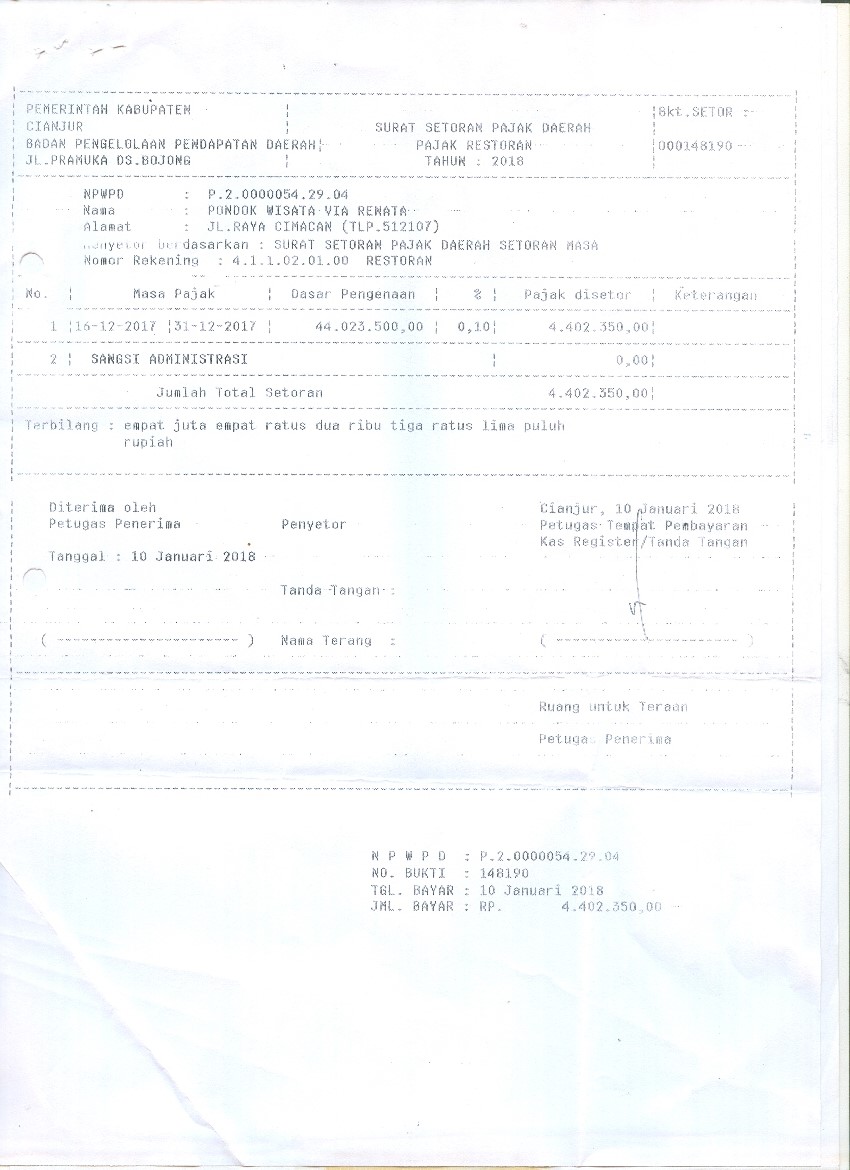 PEMERINTAH KABUPATEN
CIANJUR
BADAN PENGELOLAAN PENDAPATAN DAERAH
JL.PRAMUKA DS.BOJONG
SURAT SETORAN PAJAK DAERAH
PAJAK RESTORAN
TAHUN : 2018
Bkt.SETOR :
000148190
NPWPD : P.2.0000054.29.04
Nama : PONDOK WISATA VIA RENATA
Alamat : JL.RAYA CIMACAN (TLP.512107)
Menyetor berdasarkan : SURAT SETORAN PAJAK DAERAH SETORAN MASA
Nomor Rekening : 4.1.1.02.01.00 RESTORAN
No. | Masa Pajak | Dasar Pengenaan | % | Pajak disetor | Keterangan
1 |16-12-2017 |31-12-2017 | 44.023.500,00 | 0,10| 4.402.350,00|
2 | SANGSI ADMINISTRASI | 0,00|
Jumlah Total Setoran 4.402.350,00|
Terbilang : empat juta empat ratus dua ribu tiga ratus lima puluh
rupiah
Diterima oleh
Petugas Penerima
Tanggal : 10 Januari 2018
Penyetor
Tanda Tangan :
Nama Terang :
Cianjur, 10 Januari 2018
Petugas Tempat Pembayaran
Kas Register/Tanda Tangan
Ruang untuk Teraan
Petugas Penerima
N P W P D : P.2.0000054.29.04
NO. BUKTI : 148190
TGL. BAYAR : 10 Januari 2018
JML. BAYAR : RP. 4.402.350,00